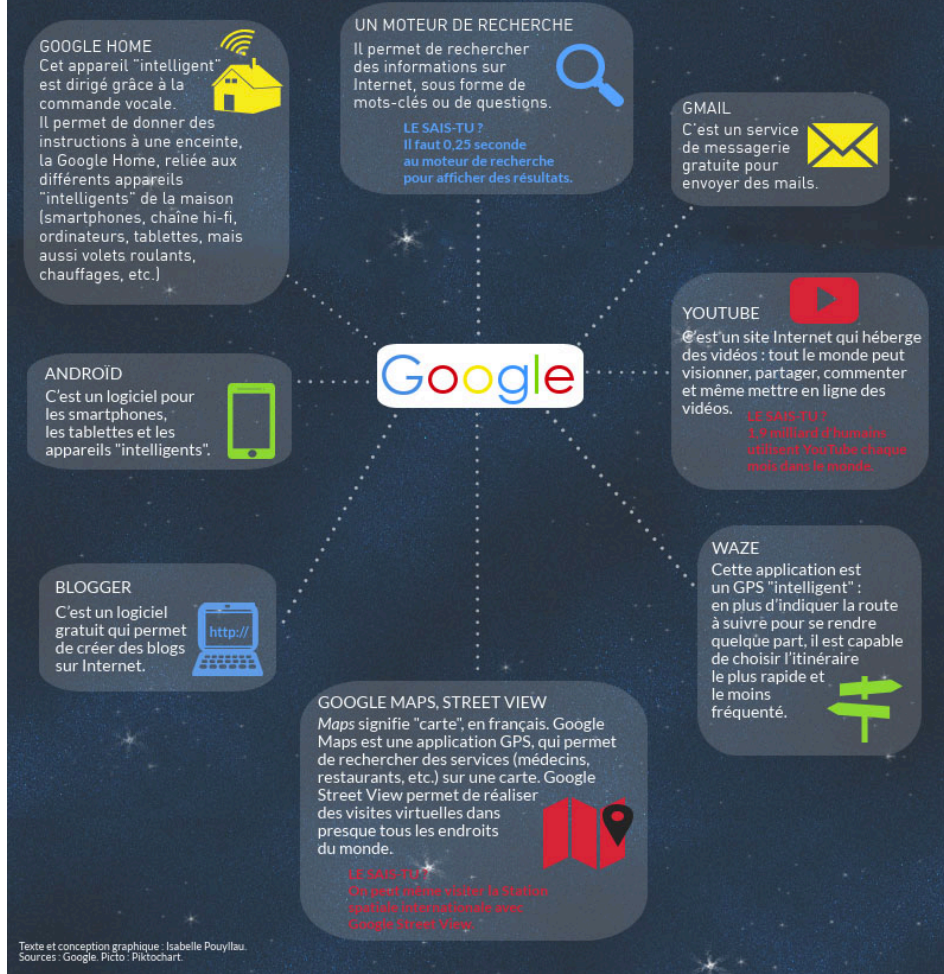 GOOGLE HOME
Cet appareil "intelligent"
est dirigé grâce à la
commande vocale.
Il permet de donner des
instructions à une enceinte,
la Google Home, reliée aux
différents appareils
"intelligents" de la maison
(smartphones, chaîne hi-fi,
ordinateurs, tablettes, mais
aussi volets roulants,
chauffages, etc.)
UN MOTEUR DE RECHERCHE
Il permet de rechercher
des informations sur
Internet, sous forme de
mots-clés ou de questions.
LE SAIS-TU ?
Il faut 0,25 seconde
au moteur de recherche
pour afficher des résultats.
GMAIL
C'est un service
de messagerie
gratuite pour
envoyer des mails.
Google
YOUTUBE
C'est un site Internet qui héberge
des vidéos : tout le monde peut
visionner, partager, commenter
et même mettre en ligne des
vidéos.
LE SAIS-TU ?
1,9 milliard d'humains
utilisent YouTube chaque
mois dans le monde.
ANDROÏD
C'est un logiciel pour
les smartphones,
les tablettes et les
appareils "intelligents".
WAZE
Cette application est
un GPS "intelligent" :
en plus d'indiquer la route
à suivre pour se rendre
quelque part, il est capable
de choisir l'itinéraire
le plus rapide et
le moins
fréquenté.
BLOGGER
C'est un logiciel
gratuit qui permet
de créer des blogs
sur Internet.
http://
GOOGLE MAPS, STREET VIEW
Maps signifie "carte", en français. Google
Maps est une application GPS, qui permet
de rechercher des services (médecins,
restaurants, etc.) sur une carte. Google
Street View permet de réaliser
des visites virtuelles dans
presque tous les endroits
du monde.
LE SAIS-TU ?
On peut même visiter la Station
spatiale internationale avec
Google Street View.
Texte et conception graphique : Isabelle Pouyllau.
Sources : Google. Picto : Piktochart.